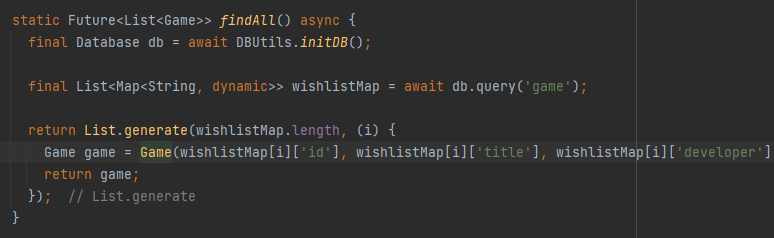 static Future<List<Game>> findAll() async {
  final Database db = await DBUtils.initDB();

  final List<Map<String, dynamic>> wishlistMap = await db.query('game');

  return List.generate(wishlistMap.length, (i) {
    Game game = Game(wishlistMap[i]['id'], wishlistMap[i]['title'], wishlistMap[i]['developer']
    return game;
  });  // List.generate
}